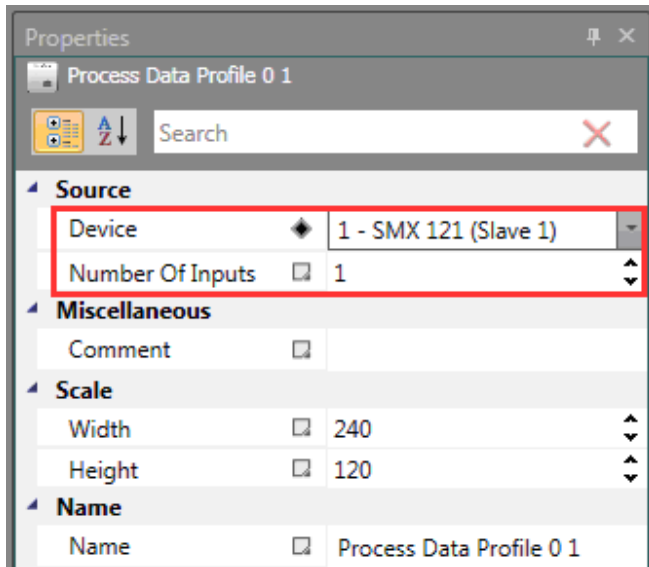 Properties
Process Data Profile 0 1
A Z Search
Source
Device 1 - SMX 121 (Slave 1)
Number Of Inputs 1
Miscellaneous
Comment
Scale
Width 240
Height 120
Name
Name Process Data Profile 0 1